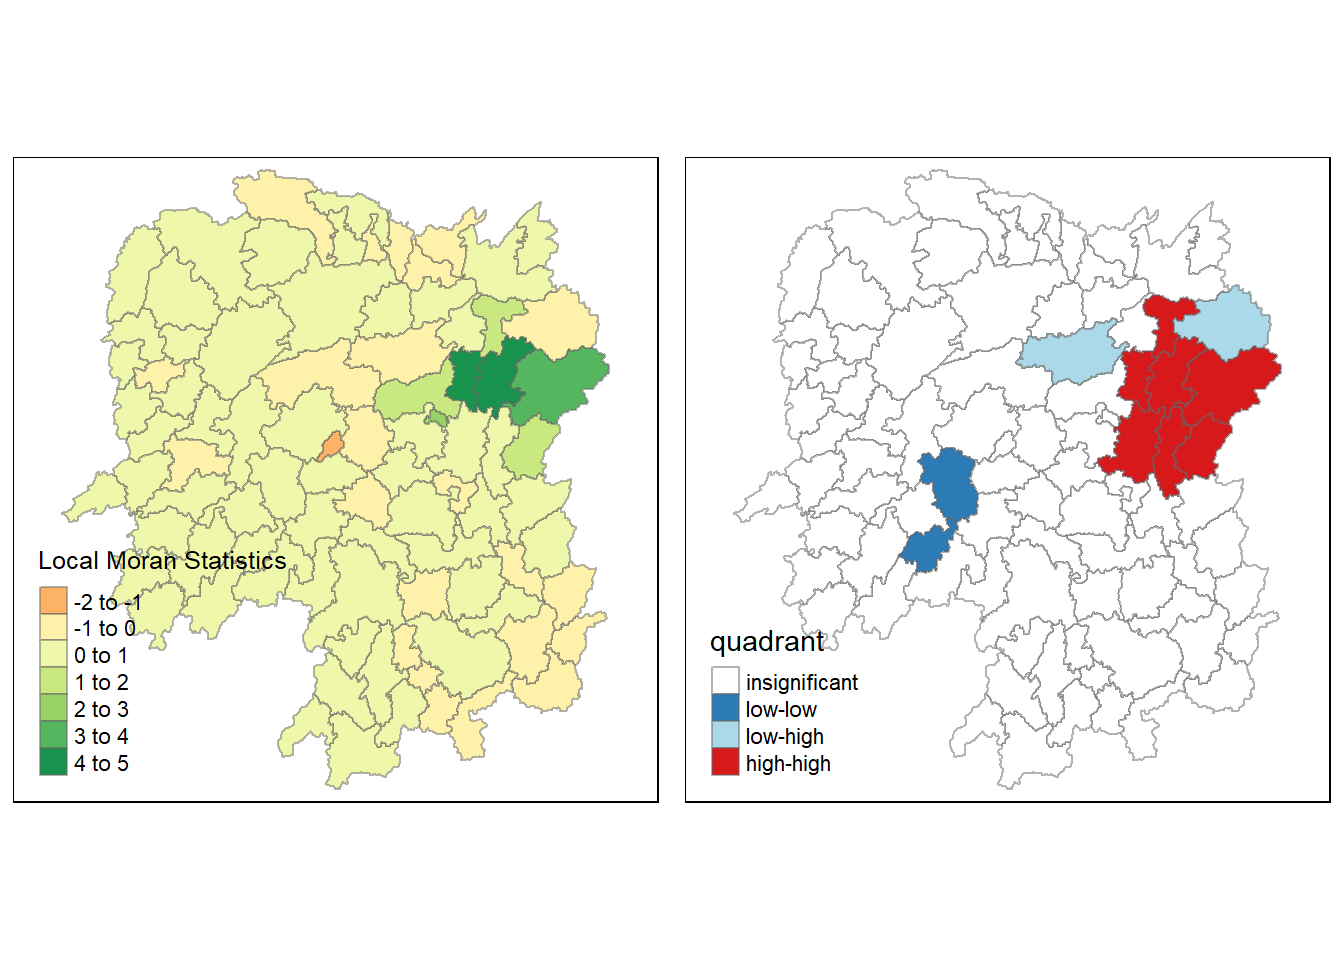 Local Moran Statistics
-2 to -1
-1 to 0
0 to 1
1 to 2
2 to 3
3 to 4
4 to 5
quadrant
insignificant
low-low
low-high
high-high